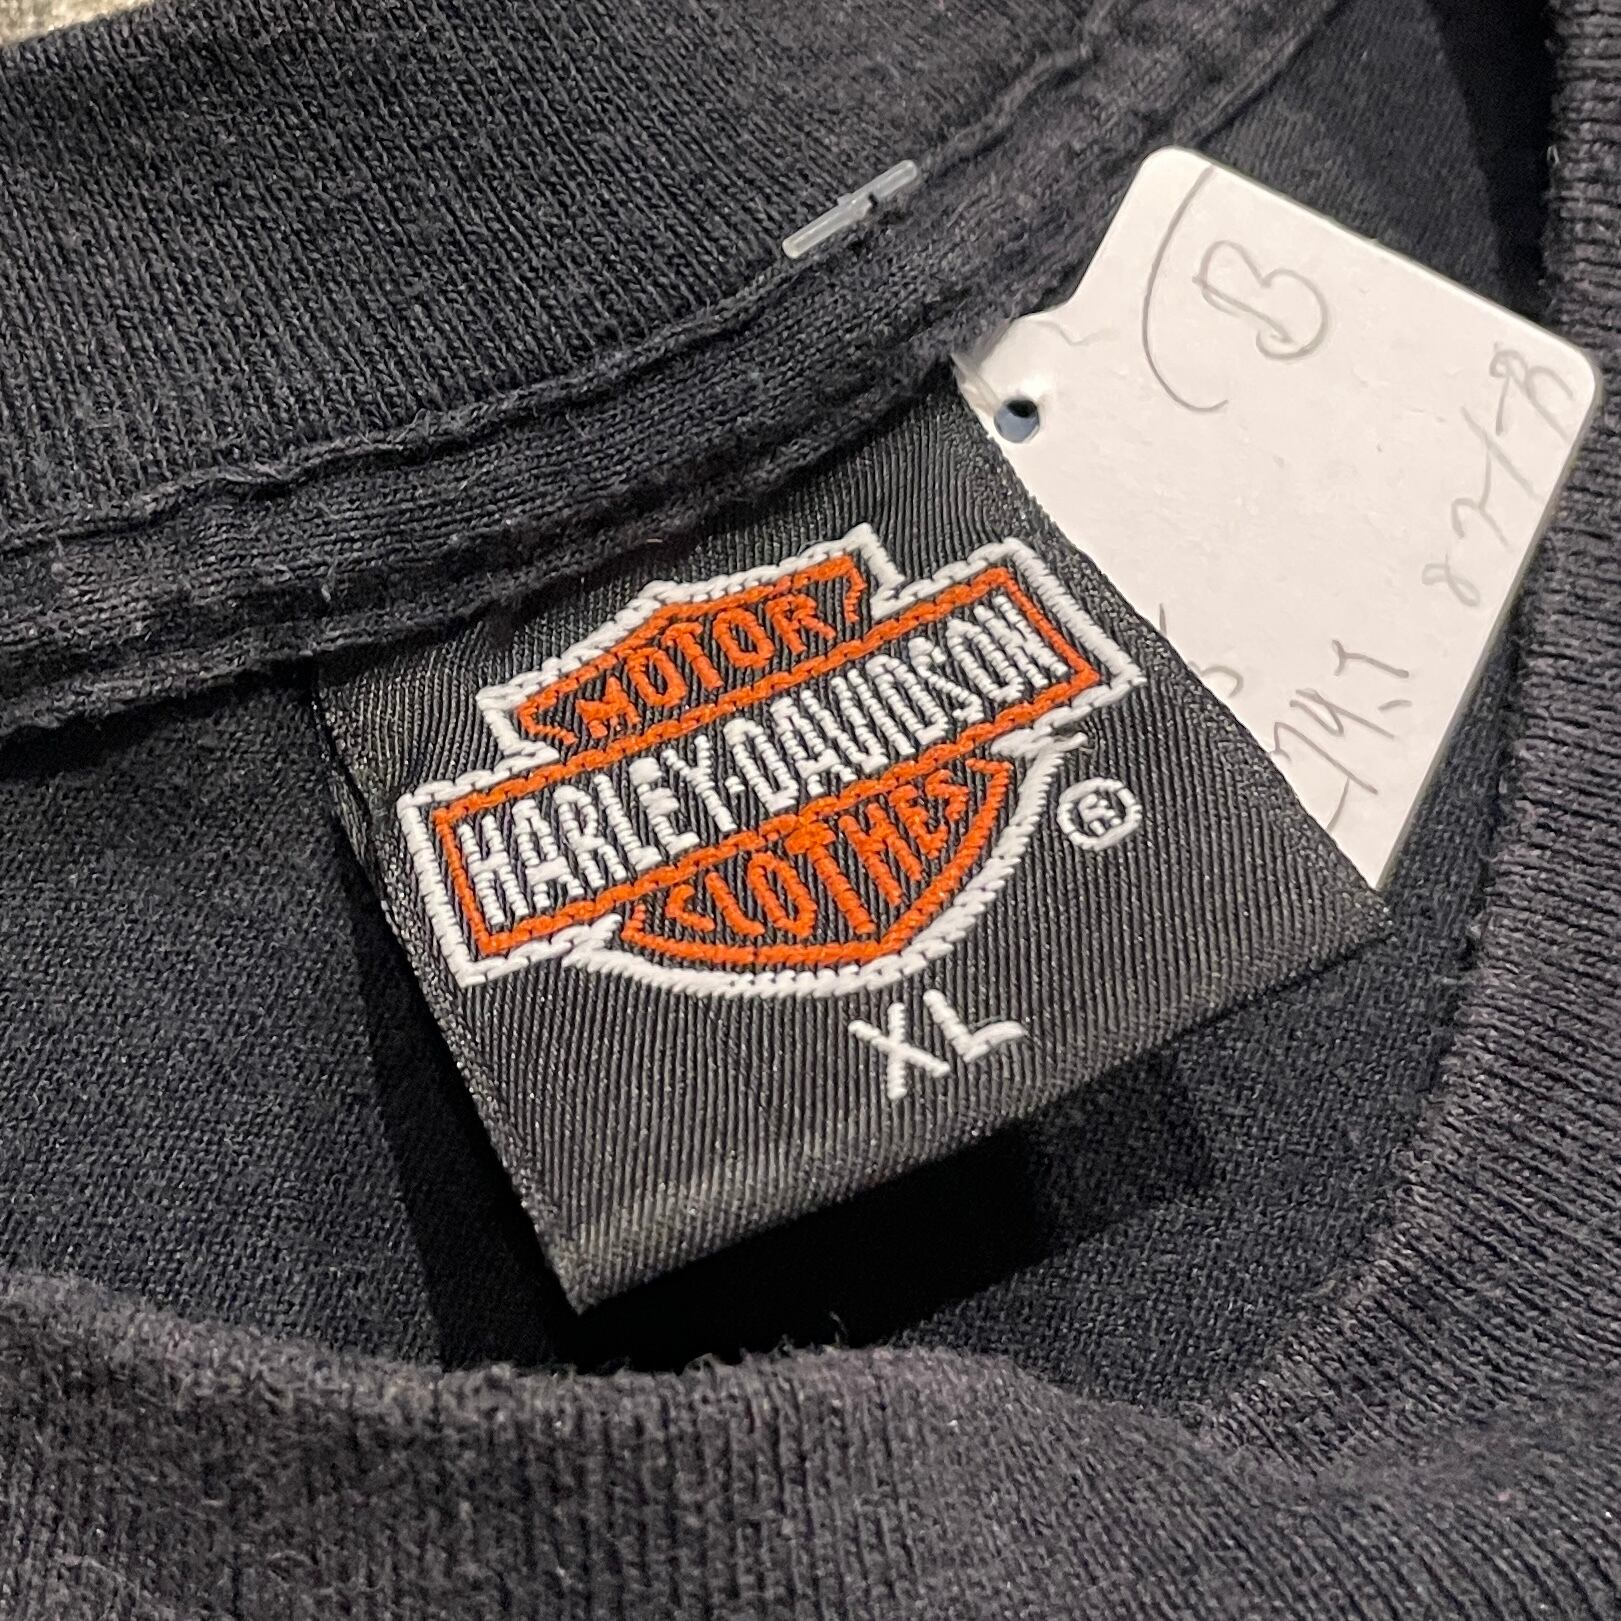 MOTOR
HARLEY-DAVIDSON
CLOTHES
®
XL
B